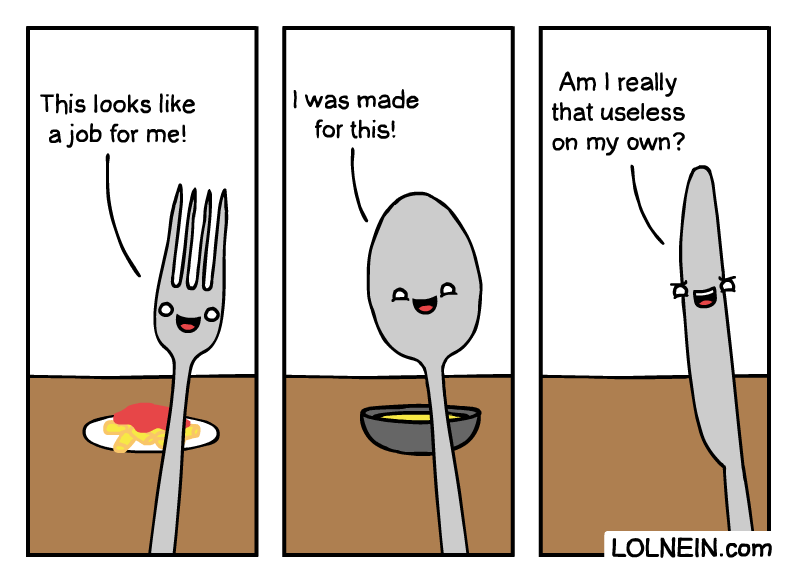 This looks like
a job for me!
I was made
for this!
Am I really
that useless
on my own?
LOLNEIN.com